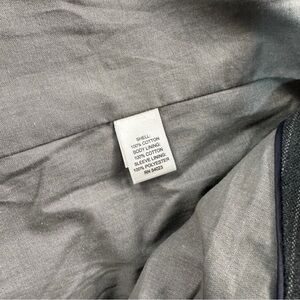 SHELL:
100% COTTON
BODY LINING:
100% COTTON
SLEEVE LINING:
100% POLYESTER
RN 54023